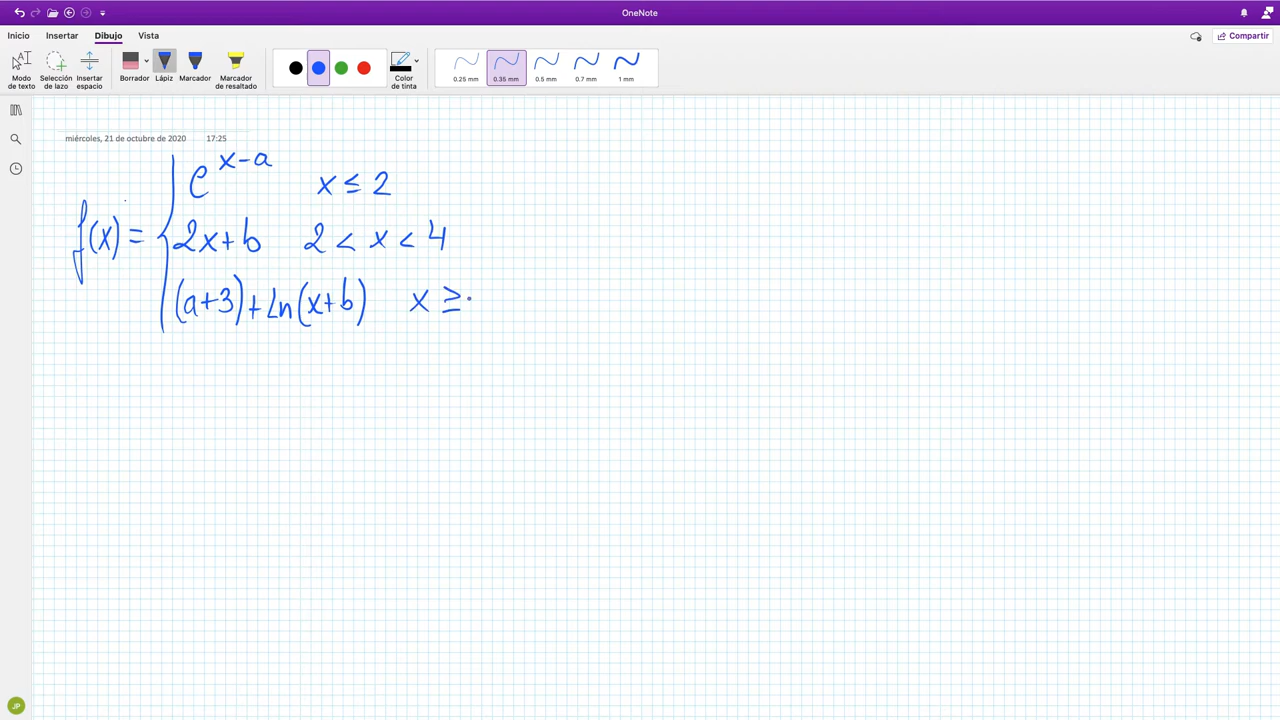 OneNote
Inicio Insertar Dibujo Vista
Compartir
Modo de texto
Selección de lazo
Insertar espacio
Borrador
Lápiz
Marcador
Marcador de resaltado
Color de tinta
0.25 mm 0.35 mm 0.5 mm 0.7 mm 1 mm
miércoles, 21 de octubre de 2020 17:25
e^(x-a) x ≤ 2
f(x) = { 2x+b 2 < x < 4
(a+3)+Ln(x+b) x ≥
JP